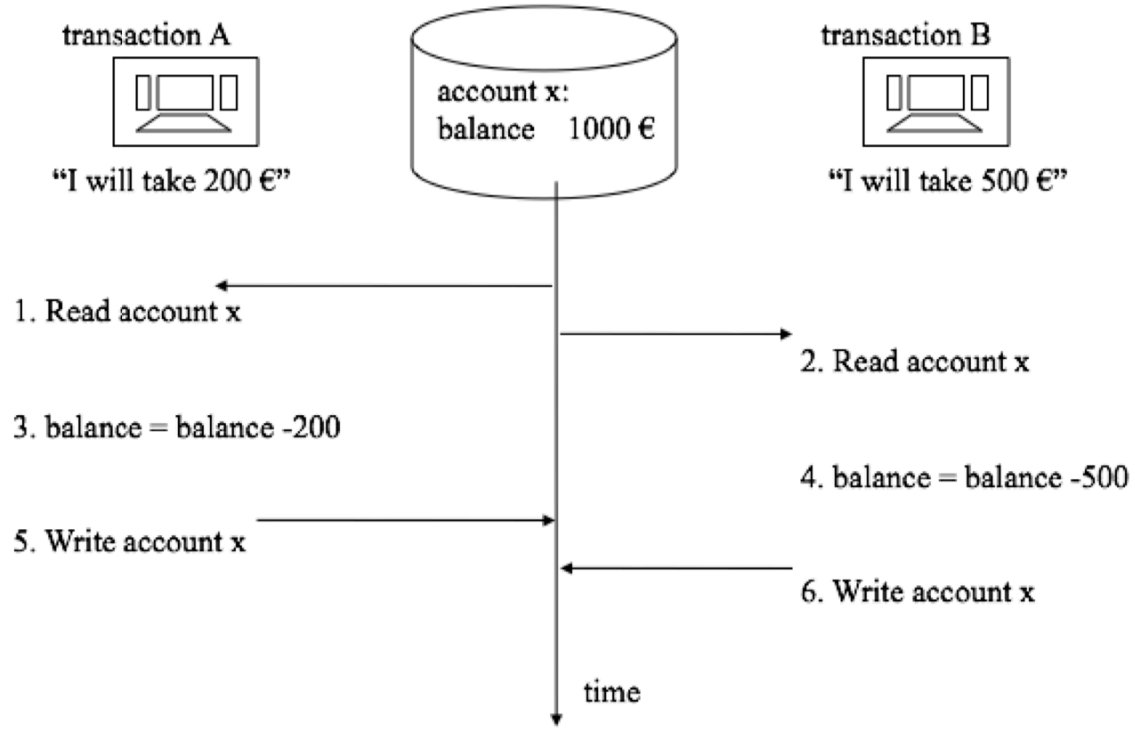 transaction A
transaction B
account x:
balance 1000 €
“I will take 200 €”
“I will take 500 €”
1. Read account x
2. Read account x
3. balance = balance -200
4. balance = balance -500
5. Write account x
6. Write account x
time